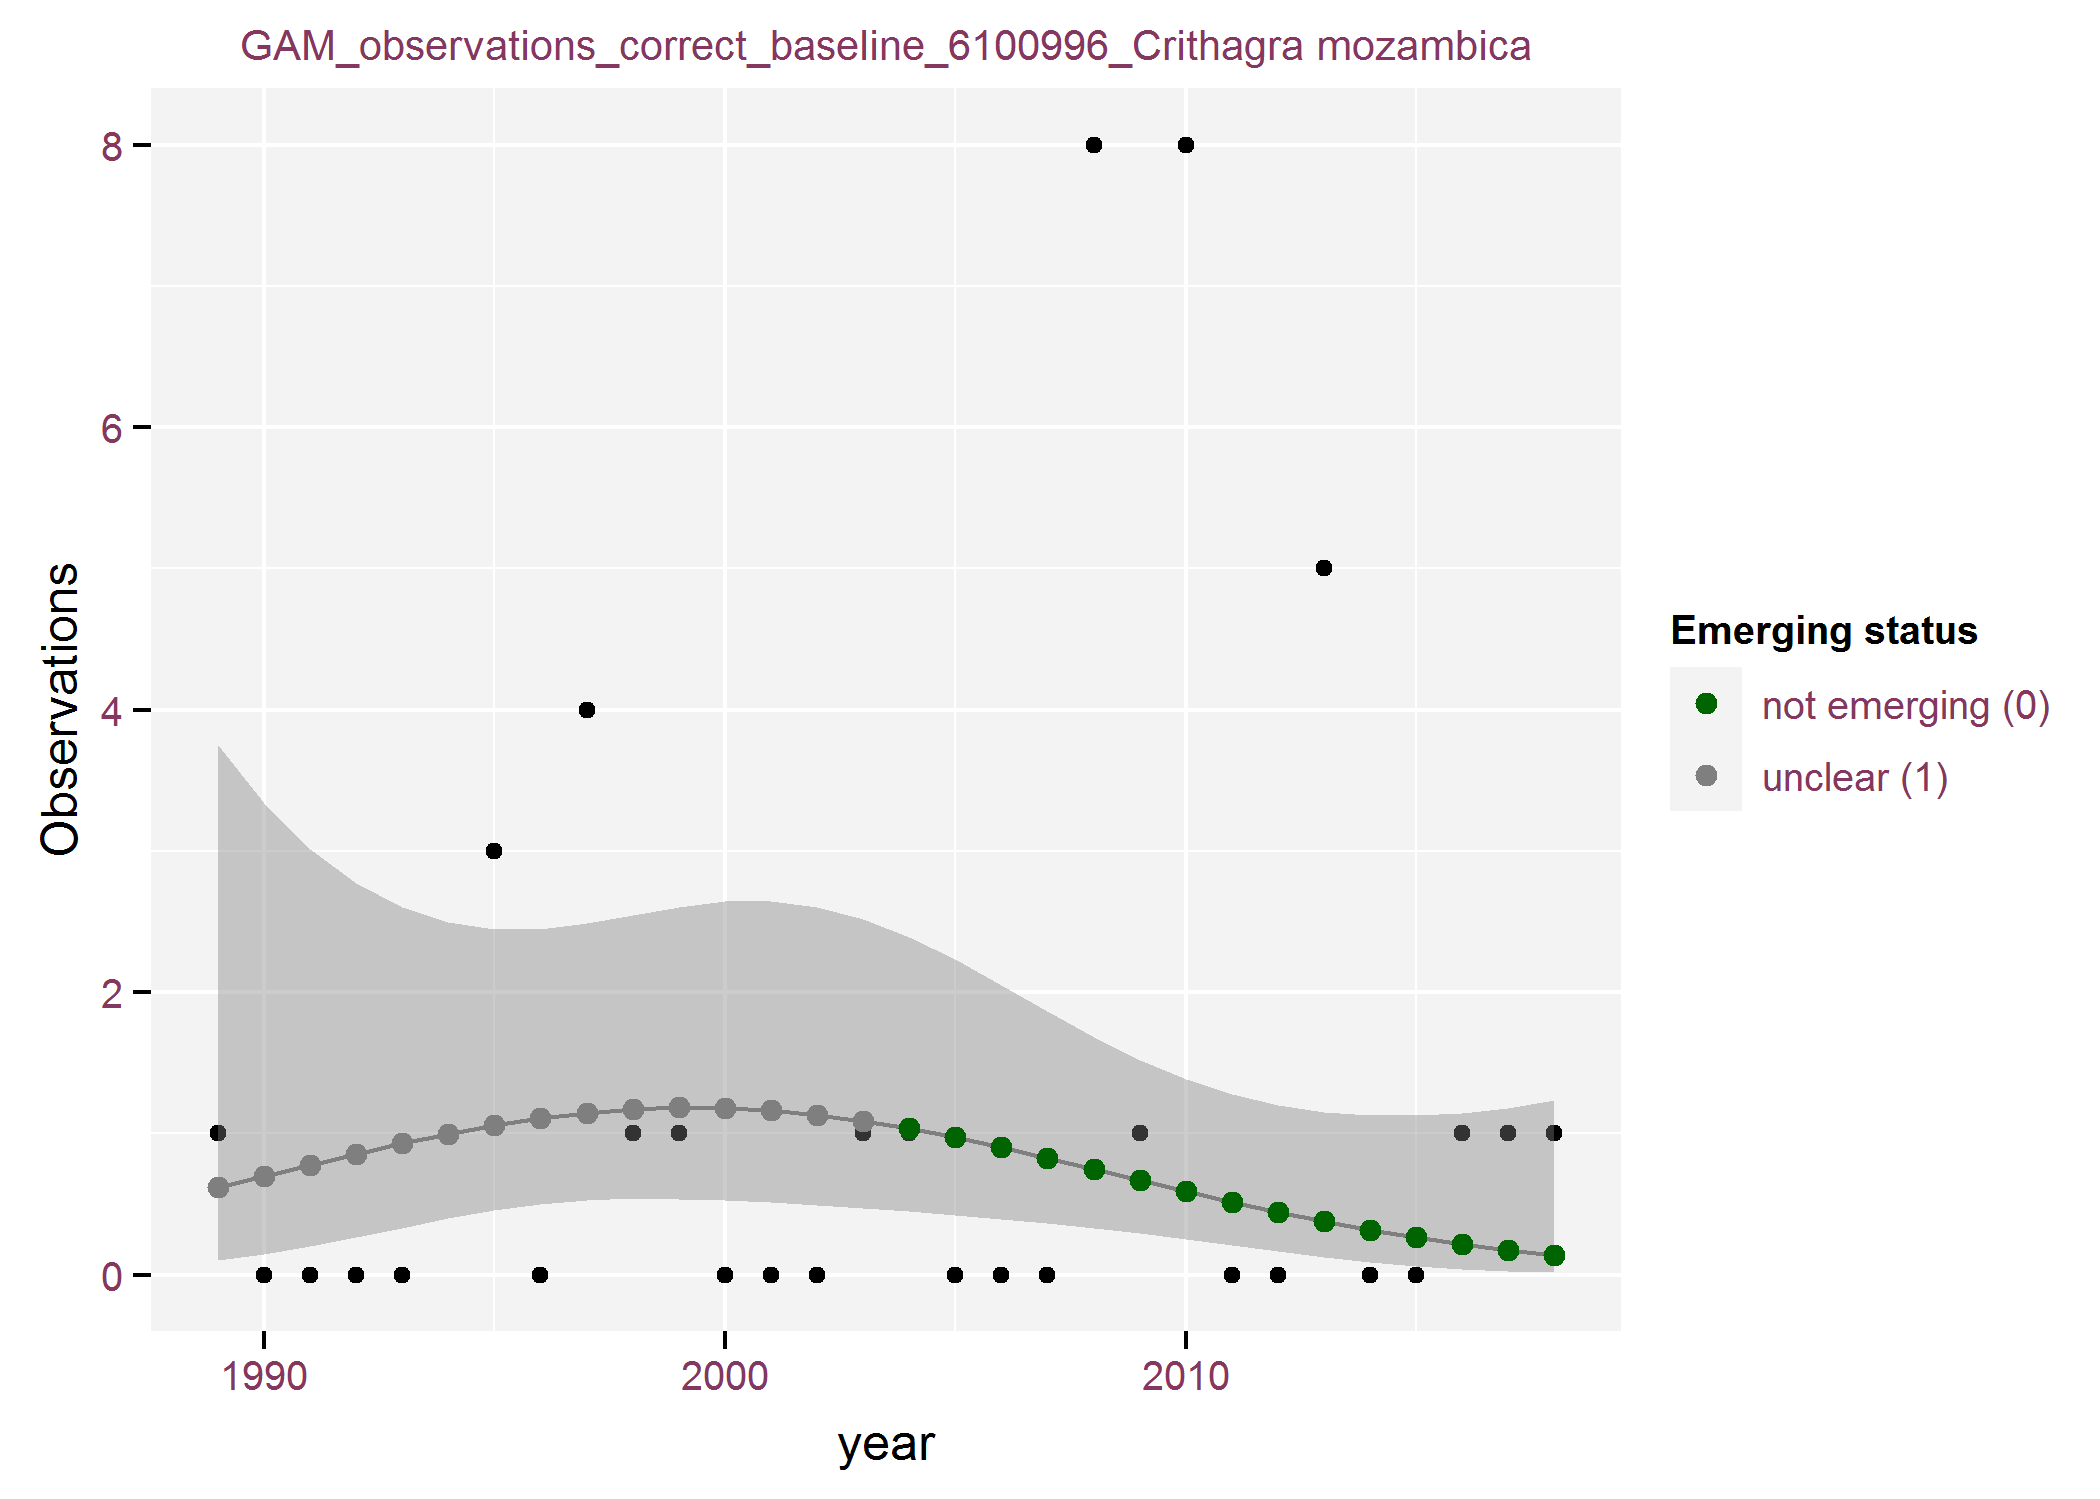 GAM_observations_correct_baseline_6100996_Crithagra mozambica
8
6
4
2
0
Observations
1990
2000
2010
year
Emerging status
not emerging (0)
unclear (1)